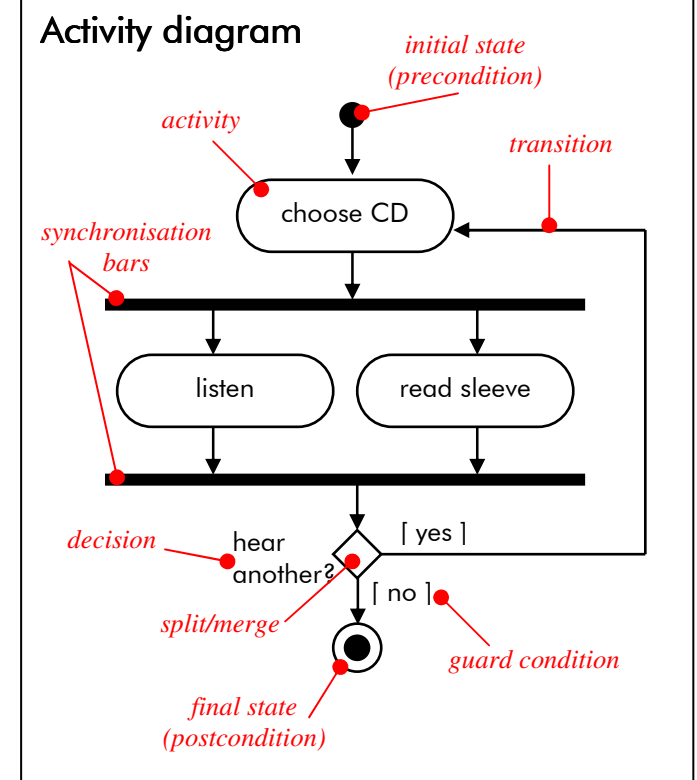 Activity diagram
initial state
(precondition)
activity
transition
choose CD
synchronisation
bars
listen
read sleeve
decision
hear
another?
[ yes ]
[ no ]
split/merge
guard condition
final state
(postcondition)